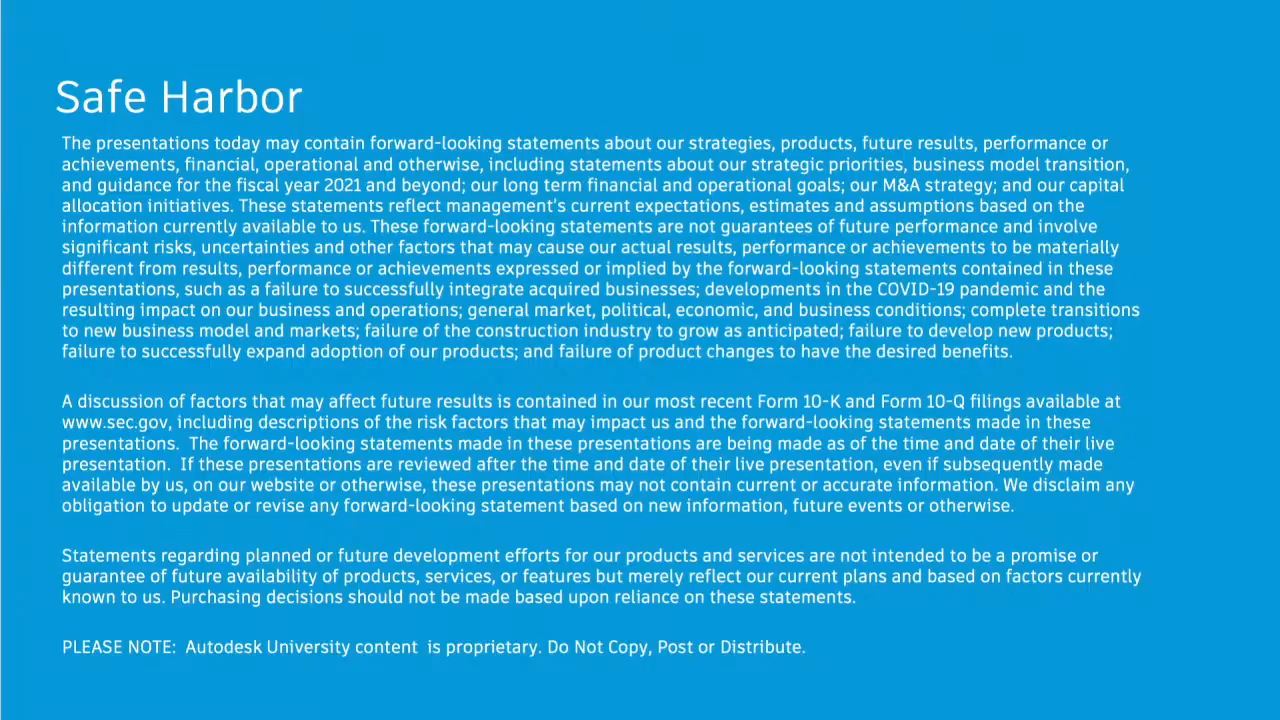 Safe Harbor
The presentations today may contain forward-looking statements about our strategies, products, future results, performance or
achievements, financial, operational and otherwise, including statements about our strategic priorities, business model transition,
and guidance for the fiscal year 2021 and beyond; our long term financial and operational goals; our M&A strategy; and our capital
allocation initiatives. These statements reflect management's current expectations, estimates and assumptions based on the
information currently available to us. These forward-looking statements are not guarantees of future performance and involve
significant risks, uncertainties and other factors that may cause our actual results, performance or achievements to be materially
different from results, performance or achievements expressed or implied by the forward-looking statements contained in these
presentations, such as a failure to successfully integrate acquired businesses; developments in the COVID-19 pandemic and the
resulting impact on our business and operations; general market, political, economic, and business conditions; complete transitions
to new business model and markets; failure of the construction industry to grow as anticipated; failure to develop new products;
failure to successfully expand adoption of our products; and failure of product changes to have the desired benefits.
A discussion of factors that may affect future results is contained in our most recent Form 10-K and Form 10-Q filings available at
www.sec.gov, including descriptions of the risk factors that may impact us and the forward-looking statements made in these
presentations.  The forward-looking statements made in these presentations are being made as of the time and date of their live
presentation.  If these presentations are reviewed after the time and date of their live presentation, even if subsequently made
available by us, on our website or otherwise, these presentations may not contain current or accurate information. We disclaim any
obligation to update or revise any forward-looking statement based on new information, future events or otherwise.
Statements regarding planned or future development efforts for our products and services are not intended to be a promise or
guarantee of future availability of products, services, or features but merely reflect our current plans and based on factors currently
known to us. Purchasing decisions should not be made based upon reliance on these statements.
PLEASE NOTE:  Autodesk University content  is proprietary. Do Not Copy, Post or Distribute.